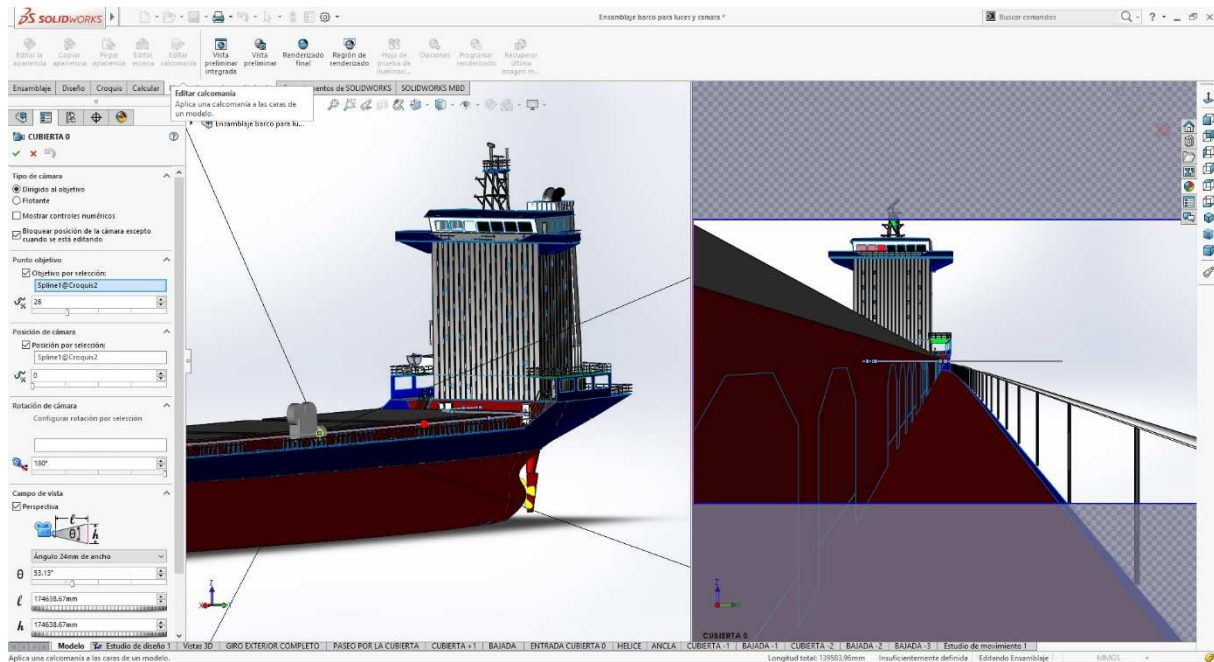 SOLIDWORKS
Ensamblaje barco para luces y camara *
Buscar comandos
Editar la apariencia
Copiar apariencia
Pegar apariencia
Editar escena
Editar calcomanía
Vista preliminar integrada
Vista preliminar
Renderizado final
Región de renderizado
Hoja de prueba de iluminaci...
Opciones
Programar renderizado
Recuperar última imagen re...
Ensamblaje Diseño Croquis Calcular
SOLIDWORKS MBD
Editar calcomanía
Aplica una calcomanía a las caras de
un modelo.
Ensamblaje barco para lu...
CUBIERTA 0
Tipo de cámara
Dirigido al objetivo
Flotante
Mostrar controles numéricos
Bloquear posición de la cámara excepto
cuando se está editando
Punto objetivo
Objetivo por selección:
Spline1@Croquis2
26
Posición de cámara
Posición por selección:
Spline1@Croquis2
0
Rotación de cámara
Configurar rotación por selección
180°
Campo de vista
Perspectiva
ℓ
θ h
Ángulo 24mm de ancho
θ 53.13°
ℓ 174638.67mm
h 174638.67mm
Z
Z
CUBIERTA 0
Modelo Estudio de diseño 1 Vistas 3D GIRO EXTERIOR COMPLETO PASEO POR LA CUBIERTA CUBIERTA +1 BAJADA ENTRADA CUBIERTA 0 HELICE ANCLA CUBIERTA -1 BAJADA -1 CUBIERTA -2 BAJADA -2 BAJADA -3 Estudio de movimiento 1
Aplica una calcomanía a las caras de un modelo.
Longitud total: 139583.96mm Insuficientemente definida Editando Ensamblaje MMGS